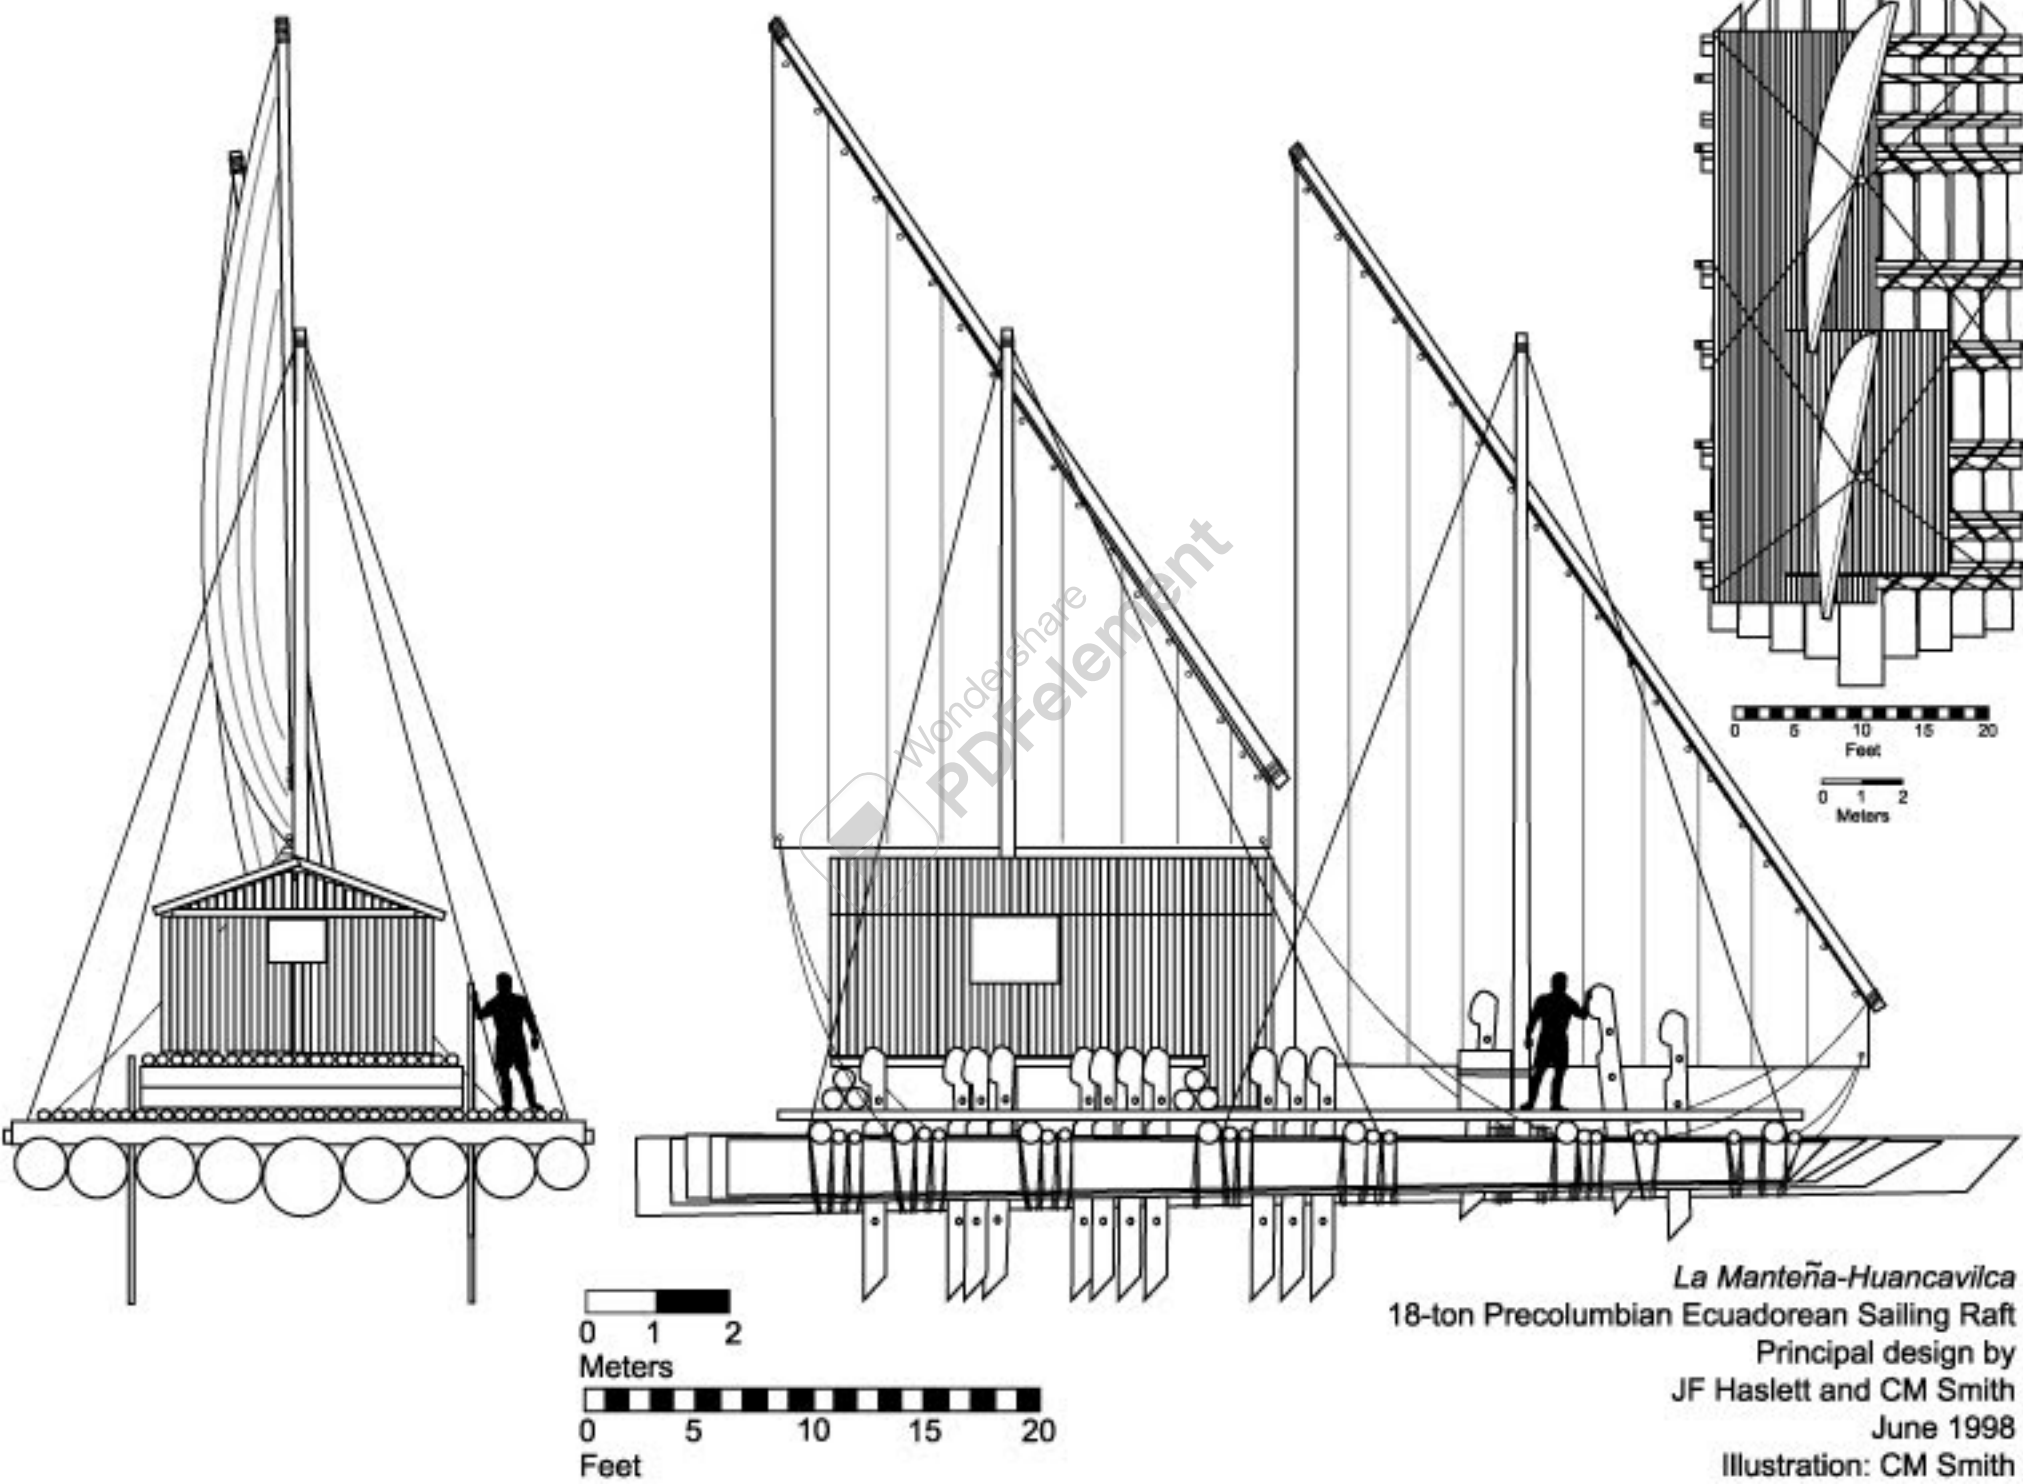 0 5 10 15 20
Feet
0 1 2
Meters
Wondershare
PDFelement
0 1 2
Meters
0 5 10 15 20
Feet
La Manteña-Huancavilca
18-ton Precolumbian Ecuadorean Sailing Raft
Principal design by
JF Haslett and CM Smith
June 1998
Illustration: CM Smith